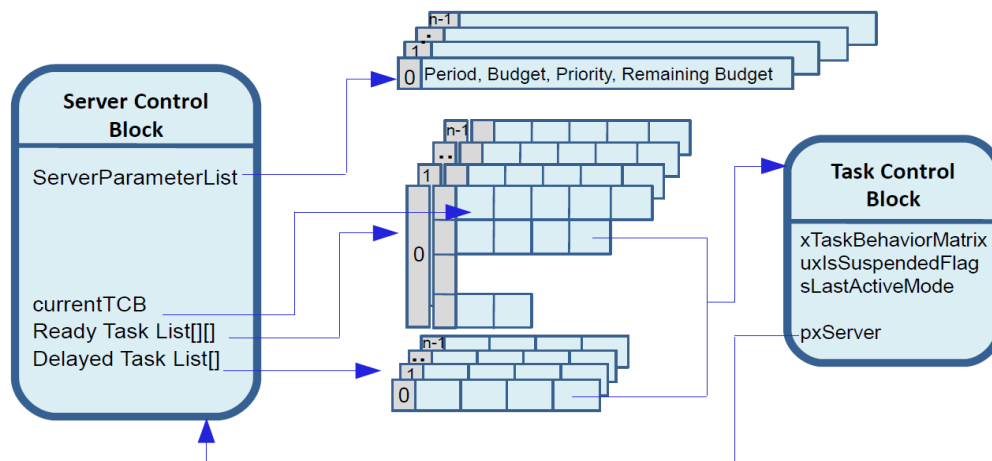 Server Control
Block
ServerParameterList
currentTCB
Ready Task List[][]
Delayed Task List[]
n-1
:
1
0 Period, Budget, Priority, Remaining Budget
n-1
..
1
0
n-1
..
1
0
Task Control
Block
xTaskBehaviorMatrix
uxIsSuspendedFlag
sLastActiveMode
pxServer